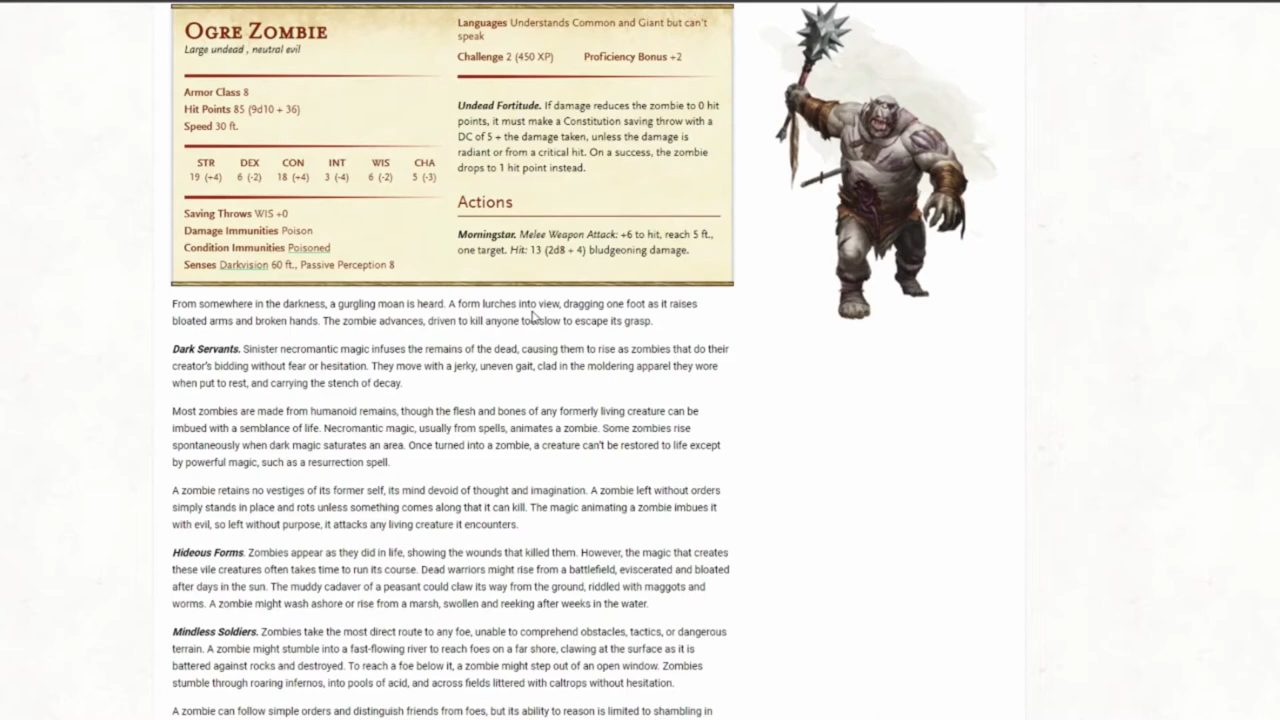 Ogre Zombie
Large undead , neutral evil
Armor Class 8
Hit Points 85 (9d10 + 36)
Speed 30 ft.
STR DEX CON INT WIS CHA
19 (+4) 6 (-2) 18 (+4) 3 (-4) 6 (-2) 5 (-3)
Saving Throws WIS +0
Damage Immunities Poison
Condition Immunities Poisoned
Senses Darkvision 60 ft., Passive Perception 8
Languages Understands Common and Giant but can't
speak
Challenge 2 (450 XP) Proficiency Bonus +2
Undead Fortitude. If damage reduces the zombie to 0 hit
points, it must make a Constitution saving throw with a
DC of 5 + the damage taken, unless the damage is
radiant or from a critical hit. On a success, the zombie
drops to 1 hit point instead.
Actions
Morningstar. Melee Weapon Attack: +6 to hit, reach 5 ft.,
one target. Hit: 13 (2d8 + 4) bludgeoning damage.
From somewhere in the darkness, a gurgling moan is heard. A form lurches into view, dragging one foot as it raises
bloated arms and broken hands. The zombie advances, driven to kill anyone too slow to escape its grasp.
Dark Servants. Sinister necromantic magic infuses the remains of the dead, causing them to rise as zombies that do their
creator's bidding without fear or hesitation. They move with a jerky, uneven gait, clad in the moldering apparel they wore
when put to rest, and carrying the stench of decay.
Most zombies are made from humanoid remains, though the flesh and bones of any formerly living creature can be
imbued with a semblance of life. Necromantic magic, usually from spells, animates a zombie. Some zombies rise
spontaneously when dark magic saturates an area. Once turned into a zombie, a creature can't be restored to life except
by powerful magic, such as a resurrection spell.
A zombie retains no vestiges of its former self, its mind devoid of thought and imagination. A zombie left without orders
simply stands in place and rots unless something comes along that it can kill. The magic animating a zombie imbues it
with evil, so left without purpose, it attacks any living creature it encounters.
Hideous Forms. Zombies appear as they did in life, showing the wounds that killed them. However, the magic that creates
these vile creatures often takes time to run its course. Dead warriors might rise from a battlefield, eviscerated and bloated
after days in the sun. The muddy cadaver of a peasant could claw its way from the ground, riddled with maggots and
worms. A zombie might wash ashore or rise from a marsh, swollen and reeking after weeks in the water.
Mindless Soldiers. Zombies take the most direct route to any foe, unable to comprehend obstacles, tactics, or dangerous
terrain. A zombie might stumble into a fast-flowing river to reach foes on a far shore, clawing at the surface as it is
battered against rocks and destroyed. To reach a foe below it, a zombie might step out of an open window. Zombies
stumble through roaring infernos, into pools of acid, and across fields littered with caltrops without hesitation.
A zombie can follow simple orders and distinguish friends from foes, but its ability to reason is limited to shambling in